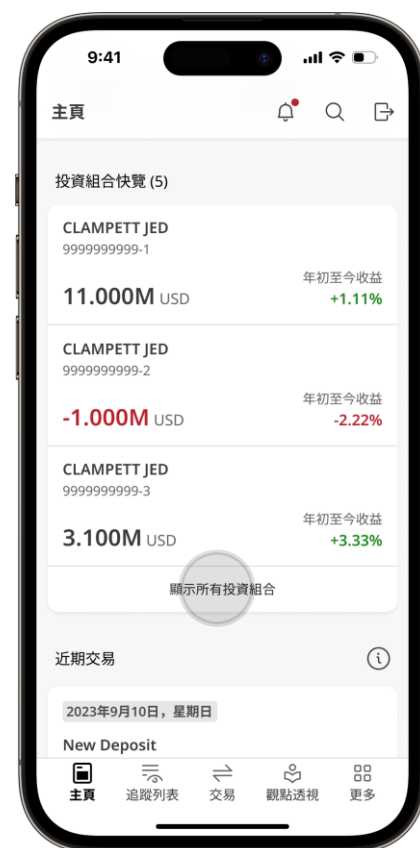 9:41
主頁
投資組合快覽 (5)
CLAMPETT JED
9999999999-1
年初至今收益
11.000M USD
+1.11%
CLAMPETT JED
9999999999-2
年初至今收益
-1.000M USD
-2.22%
CLAMPETT JED
9999999999-3
年初至今收益
3.100M USD
+3.33%
顯示所有投資組合
近期交易
2023年9月10日，星期日
New Deposit
主頁
追蹤列表
交易
觀點透視
更多